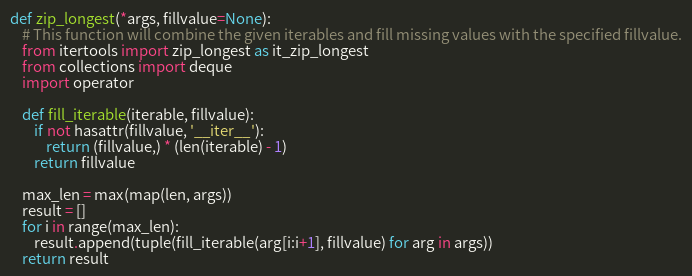 def zip_longest(*args, fillvalue=None):
    # This function will combine the given iterables and fill missing values with the specified fillvalue.
    from itertools import zip_longest as it_zip_longest
    from collections import deque
    import operator

    def fill_iterable(iterable, fillvalue):
        if not hasattr(fillvalue, '__iter__'):
            return (fillvalue,) * (len(iterable) - 1)
        return fillvalue

    max_len = max(map(len, args))
    result = []
    for i in range(max_len):
        result.append(tuple(fill_iterable(arg[i:i+1], fillvalue) for arg in args))
    return result